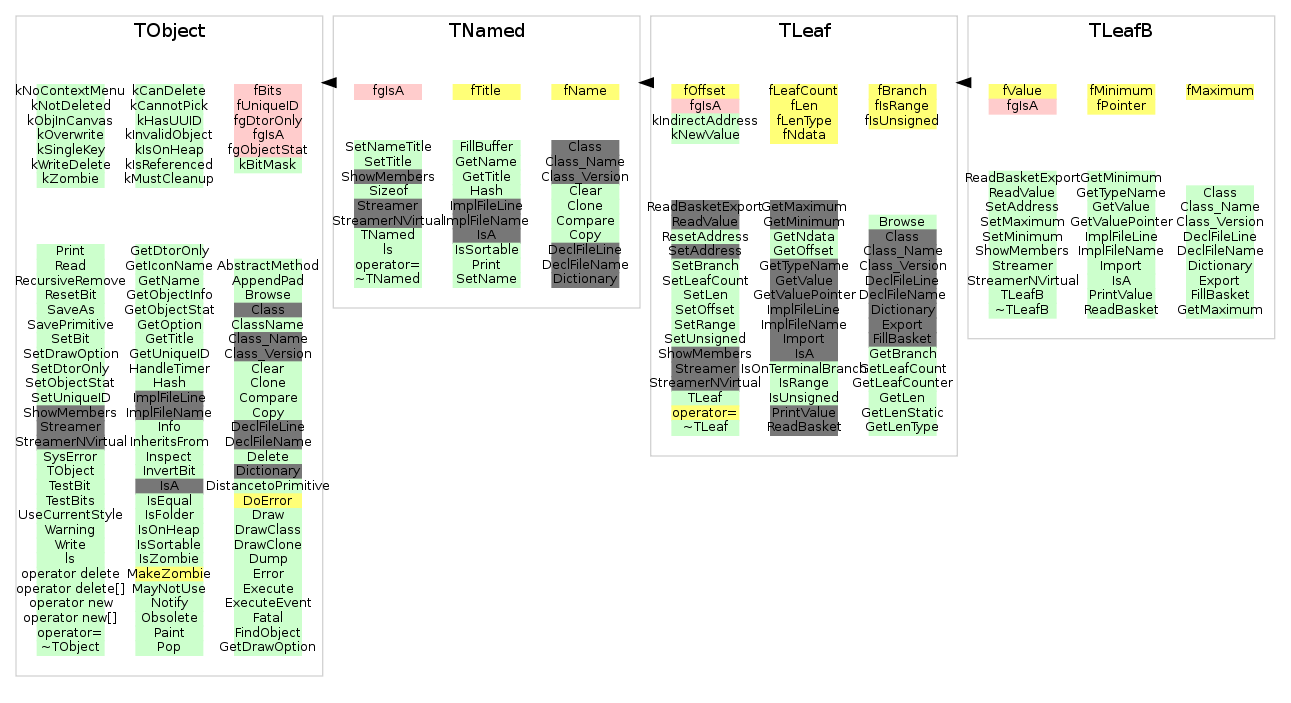 TObject
kNoContextMenu
kNotDeleted
kObjInCanvas
kOverwrite
kSingleKey
kWriteDelete
kZombie
kCanDelete
kCannotPick
kHasUUID
kInvalidObject
kIsOnHeap
kIsReferenced
kMustCleanup
fBits
fUniqueID
fgDtorOnly
fgIsA
fgObjectStat
kBitMask
Print
Read
RecursiveRemove
ResetBit
SaveAs
SavePrimitive
SetBit
SetDrawOption
SetDtorOnly
SetObjectStat
SetUniqueID
ShowMembers
Streamer
StreamerNVirtual
SysError
TObject
TestBit
TestBits
UseCurrentStyle
Warning
Write
ls
operator delete
operator delete[]
operator new
operator new[]
operator=
~TObject
GetDtorOnly
GetIconName
GetName
GetObjectInfo
GetObjectStat
GetOption
GetTitle
GetUniqueID
HandleTimer
Hash
ImplFileLine
ImplFileName
Info
InheritsFrom
Inspect
InvertBit
IsA
IsEqual
IsFolder
IsOnHeap
IsSortable
IsZombie
MakeZombie
MayNotUse
Notify
Obsolete
Paint
Pop
AbstractMethod
AppendPad
Browse
Class
ClassName
Class_Name
Class_Version
Clear
Clone
Compare
Copy
DeclFileLine
DeclFileName
Delete
Dictionary
DistancetoPrimitive
DoError
Draw
DrawClass
DrawClone
Dump
Error
Execute
ExecuteEvent
Fatal
FindObject
GetDrawOption
TNamed
fgIsA
fTitle
fName
SetNameTitle
SetTitle
ShowMembers
Sizeof
Streamer
StreamerNVirtual
TNamed
ls
operator=
~TNamed
FillBuffer
GetName
GetTitle
Hash
ImplFileLine
ImplFileName
IsA
IsSortable
Print
SetName
Class
Class_Name
Class_Version
Clear
Clone
Compare
Copy
DeclFileLine
DeclFileName
Dictionary
TLeaf
fOffset
fgIsA
kIndirectAddress
kNewValue
fLeafCount
fLen
fLenType
fNdata
fBranch
fIsRange
fIsUnsigned
ReadBasketExport
ReadValue
ResetAddress
SetAddress
SetBranch
SetLeafCount
SetLen
SetOffset
SetRange
SetUnsigned
ShowMembers
Streamer
StreamerNVirtual
TLeaf
operator=
~TLeaf
GetMaximum
GetMinimum
GetNdata
GetOffset
GetTypeName
GetValue
GetValuePointer
ImplFileLine
ImplFileName
Import
IsA
IsOnTerminalBranch
IsRange
IsUnsigned
PrintValue
ReadBasket
Browse
Class
Class_Name
Class_Version
DeclFileLine
DeclFileName
Dictionary
Export
FillBasket
GetBranch
GetLeafCount
GetLeafCounter
GetLen
GetLenStatic
GetLenType
TLeafB
fValue
fgIsA
fMinimum
fPointer
fMaximum
ReadBasketExport
ReadValue
SetAddress
SetMaximum
SetMinimum
ShowMembers
Streamer
StreamerNVirtual
TLeafB
~TLeafB
GetMinimum
GetTypeName
GetValue
GetValuePointer
ImplFileLine
ImplFileName
Import
IsA
PrintValue
ReadBasket
Class
Class_Name
Class_Version
DeclFileLine
DeclFileName
Dictionary
Export
FillBasket
GetMaximum